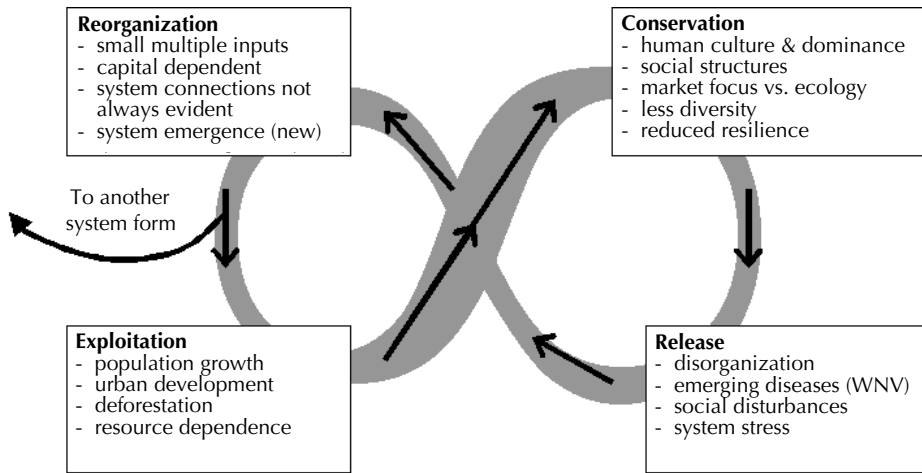 Reorganization
- small multiple inputs
- capital dependent
- system connections not
always evident
- system emergence (new)
Conservation
- human culture & dominance
- social structures
- market focus vs. ecology
- less diversity
- reduced resilience
To another
system form
Exploitation
- population growth
- urban development
- deforestation
- resource dependence
Release
- disorganization
- emerging diseases (WNV)
- social disturbances
- system stress